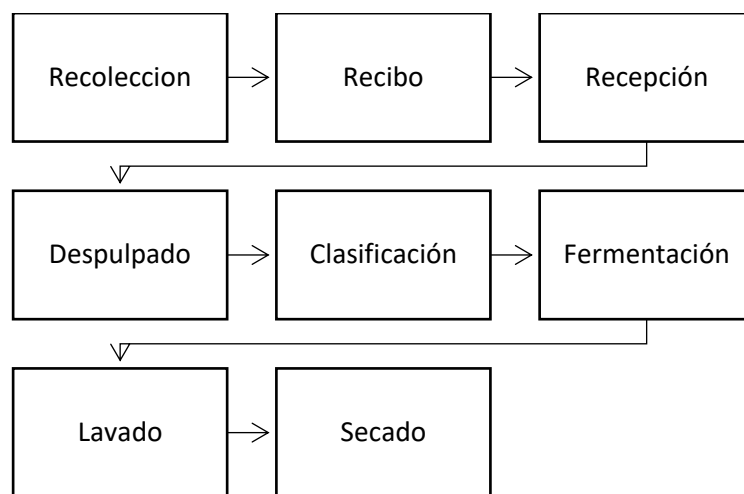 Recoleccion
Recibo
Recepción
Despulpado
Clasificación
Fermentación
Lavado
Secado